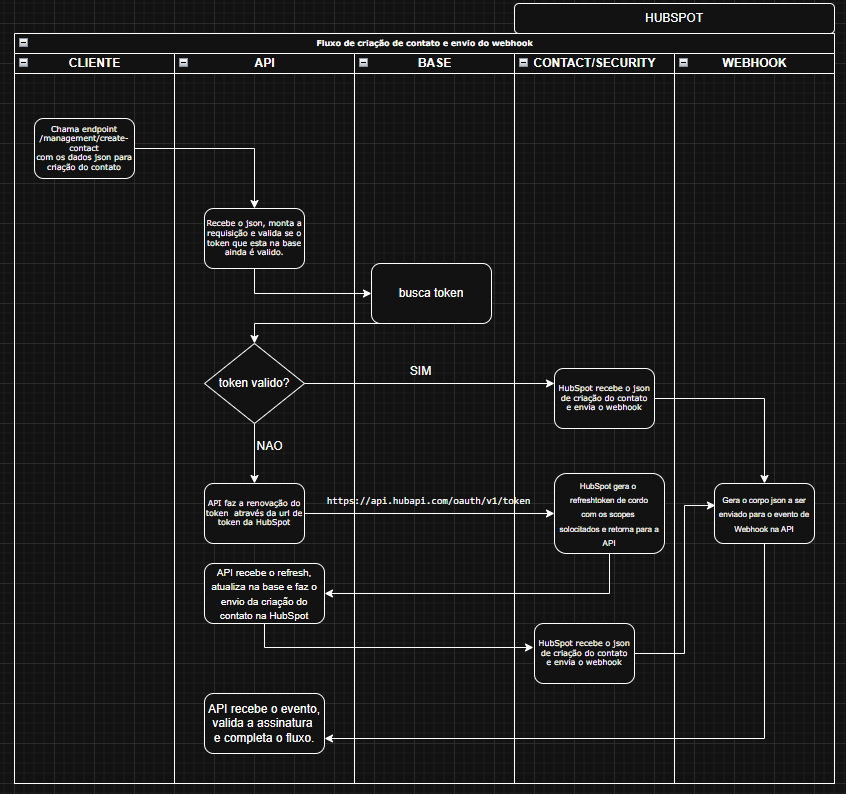 HUBSPOT
Fluxo de criação de contato e envio do webhook
CLIENTE
API
BASE
CONTACT/SECURITY
WEBHOOK
Chama endpoint
/management/create-
contact
com os dados json para
criação do contato
Recebe o json, monta a
requisição e valida se o
token que esta na base
ainda é valido.
busca token
token valido?
SIM
HubSpot recebe o json
de criação do contato
e envia o webhook
NAO
API faz a renovação do
token através da url de
token da HubSpot
https://api.hubapi.com/oauth/v1/token
HubSpot gera o
refreshtoken de cordo
com os scopes
solocitados e retorna para a
API
Gera o corpo json a ser
enviado para o evento de
Webhook na API
API recebe o refresh,
atualiza na base e faz o
envio da criação do
contato na HubSpot
HubSpot recebe o json
de criação do contato
e envia o webhook
API recebe o evento,
valida a assinatura
e completa o fluxo.